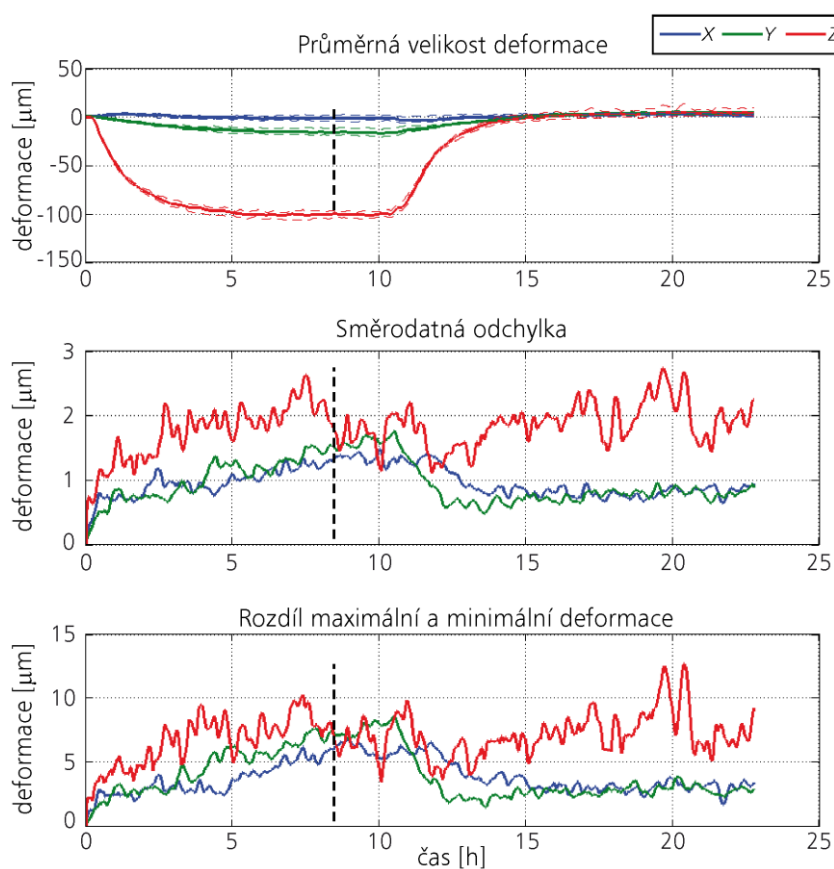 X Y Z
Průměrná velikost deformace
deformace [µm]
50
0
-50
-100
-150
0 5 10 15 20 25
Směrodatná odchylka
deformace [µm]
3
2
1
0
0 5 10 15 20 25
Rozdíl maximální a minimální deformace
deformace [µm]
15
10
5
0
0 5 10 15 20 25
čas [h]